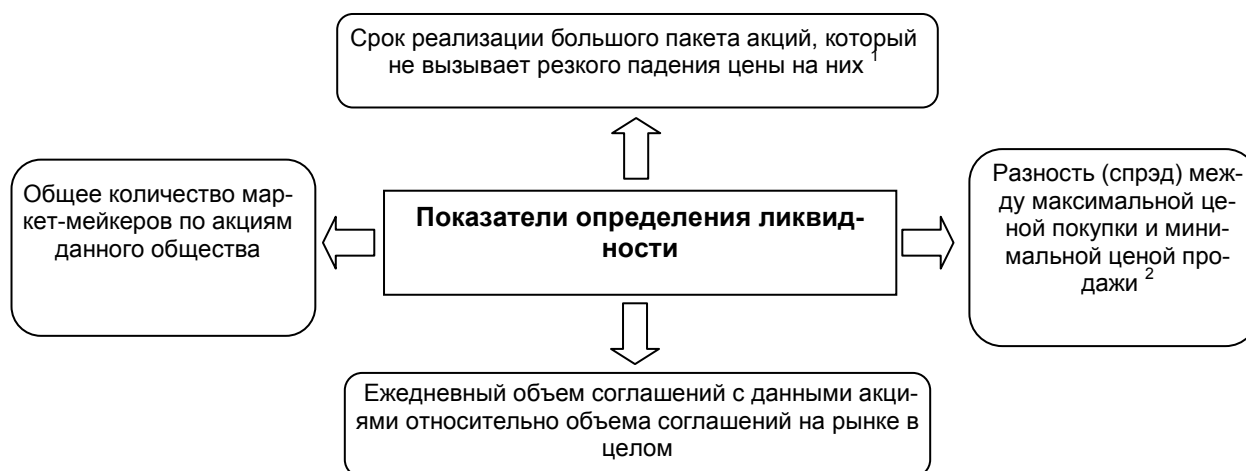 Срок реализации большого пакета акций, который
не вызывает резкого падения цены на них 1
Общее количество мар-
кет-мейкеров по акциям
данного общества
Показатели определения ликвид-
ности
Разность (спрэд) меж-
ду максимальной це-
ной покупки и мини-
мальной ценой про-
дажи 2
Ежедневный объем соглашений с данными акци-
ями относительно объема соглашений на рынке в
целом